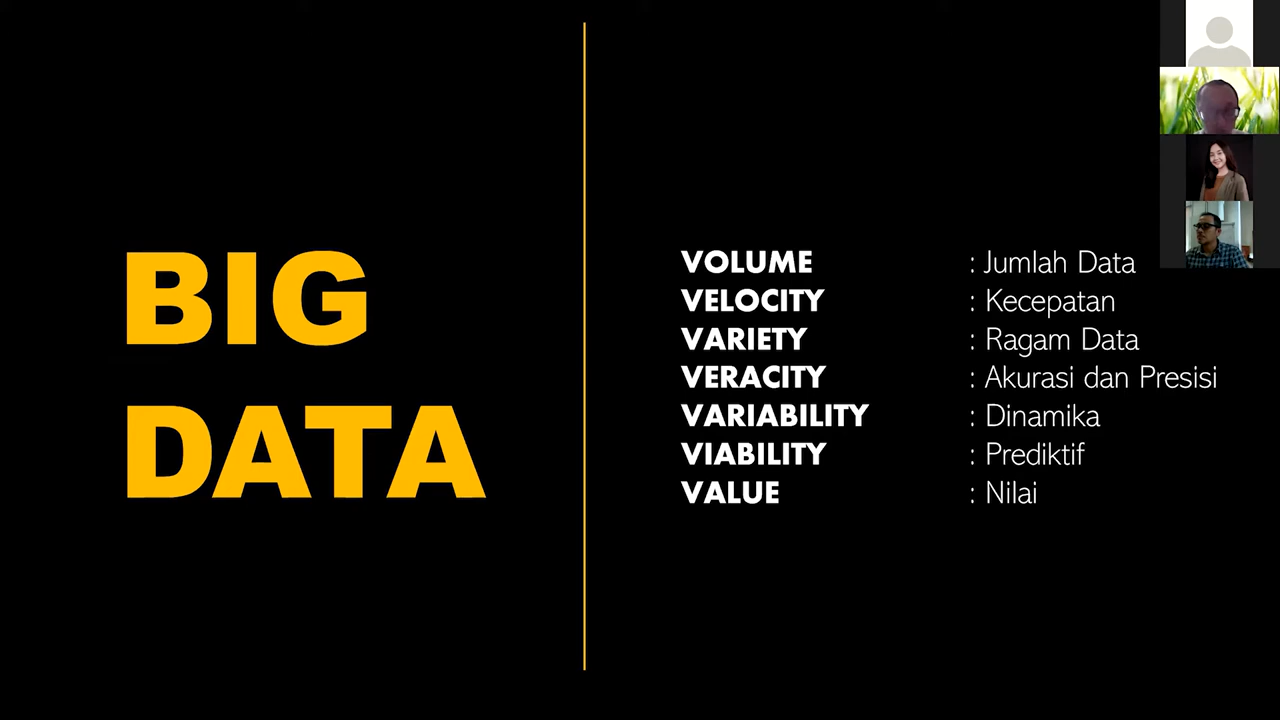 BIG
DATA
VOLUME : Jumlah Data
VELOCITY : Kecepatan
VARIETY : Ragam Data
VERACITY : Akurasi dan Presisi
VARIABILITY : Dinamika
VIABILITY : Prediktif
VALUE : Nilai